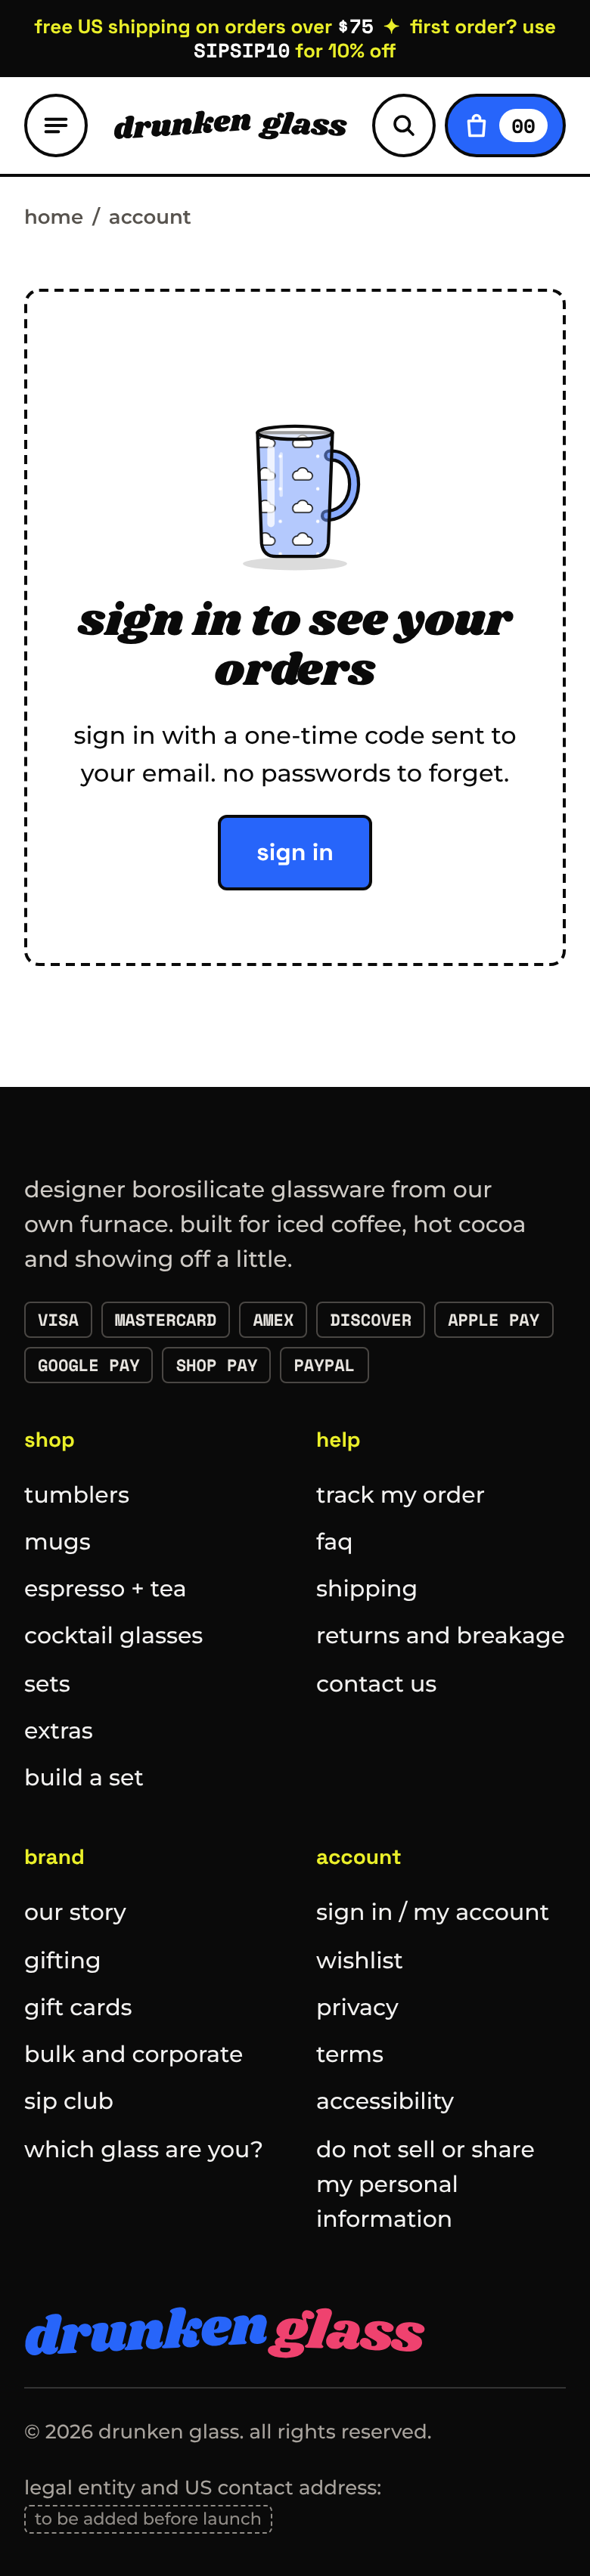 free US shipping on orders over $75 ✦ first order? use
SIPSIP10 for 10% off
drunken glass
00
home / account
sign in to see your
orders
sign in with a one-time code sent to
your email. no passwords to forget.
sign in
designer borosilicate glassware from our
own furnace. built for iced coffee, hot cocoa
and showing off a little.
VISA MASTERCARD AMEX DISCOVER APPLE PAY
GOOGLE PAY SHOP PAY PAYPAL
shop
tumblers
mugs
espresso + tea
cocktail glasses
sets
extras
build a set
help
track my order
faq
shipping
returns and breakage
contact us
brand
our story
gifting
gift cards
bulk and corporate
sip club
which glass are you?
account
sign in / my account
wishlist
privacy
terms
accessibility
do not sell or share
my personal
information
drunken glass
© 2026 drunken glass. all rights reserved.
legal entity and US contact address:
to be added before launch